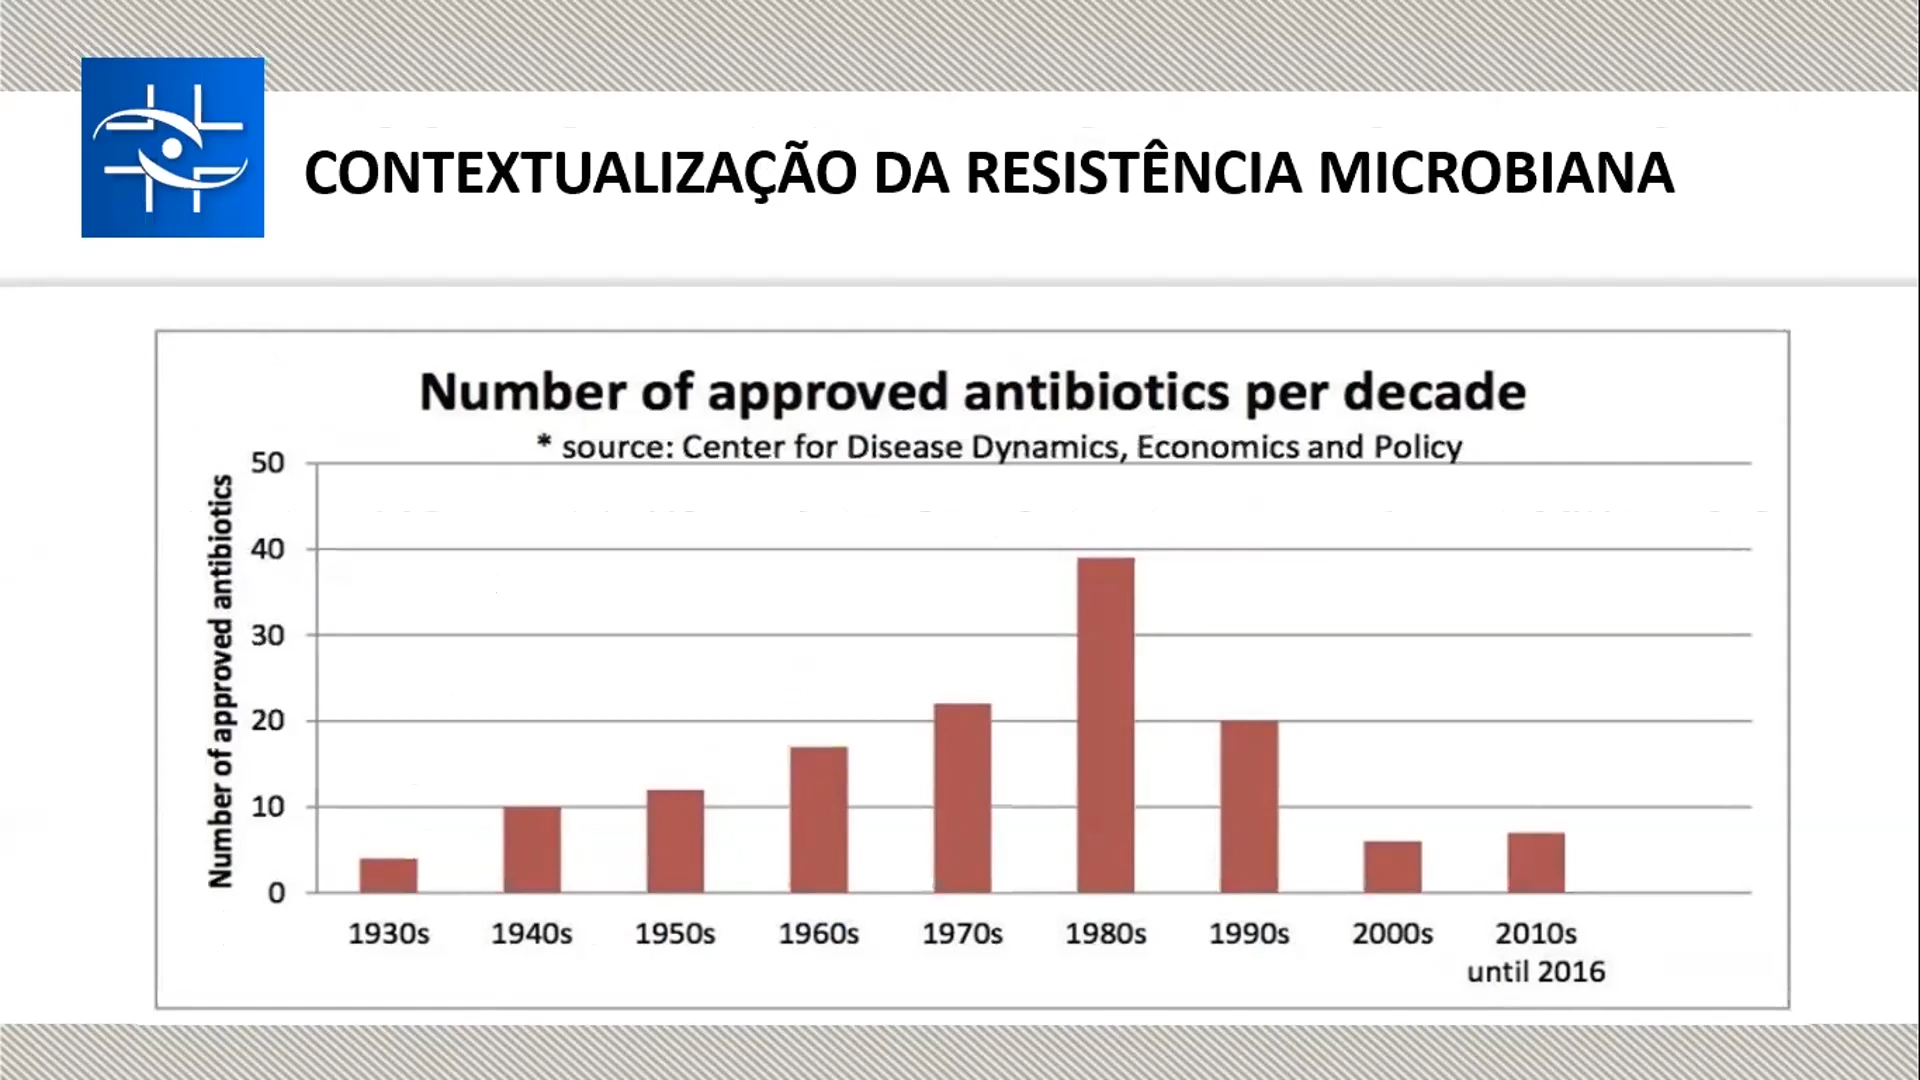 CONTEXTUALIZAÇÃO DA RESISTÊNCIA MICROBIANA
Number of approved antibiotics per decade
* source: Center for Disease Dynamics, Economics and Policy
Number of approved antibiotics
50
40
30
20
10
0
1930s 1940s 1950s 1960s 1970s 1980s 1990s 2000s 2010s
until 2016